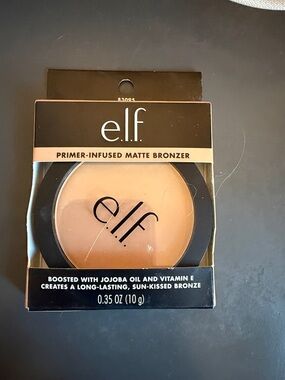 e.l.f.
PRIMER-INFUSED MATTE BRONZER
e.l.f.
BOOSTED WITH JOJOBA OIL AND VITAMIN E
CREATES A LONG-LASTING, SUN-KISSED BRONZE
0.35 OZ (10 g)